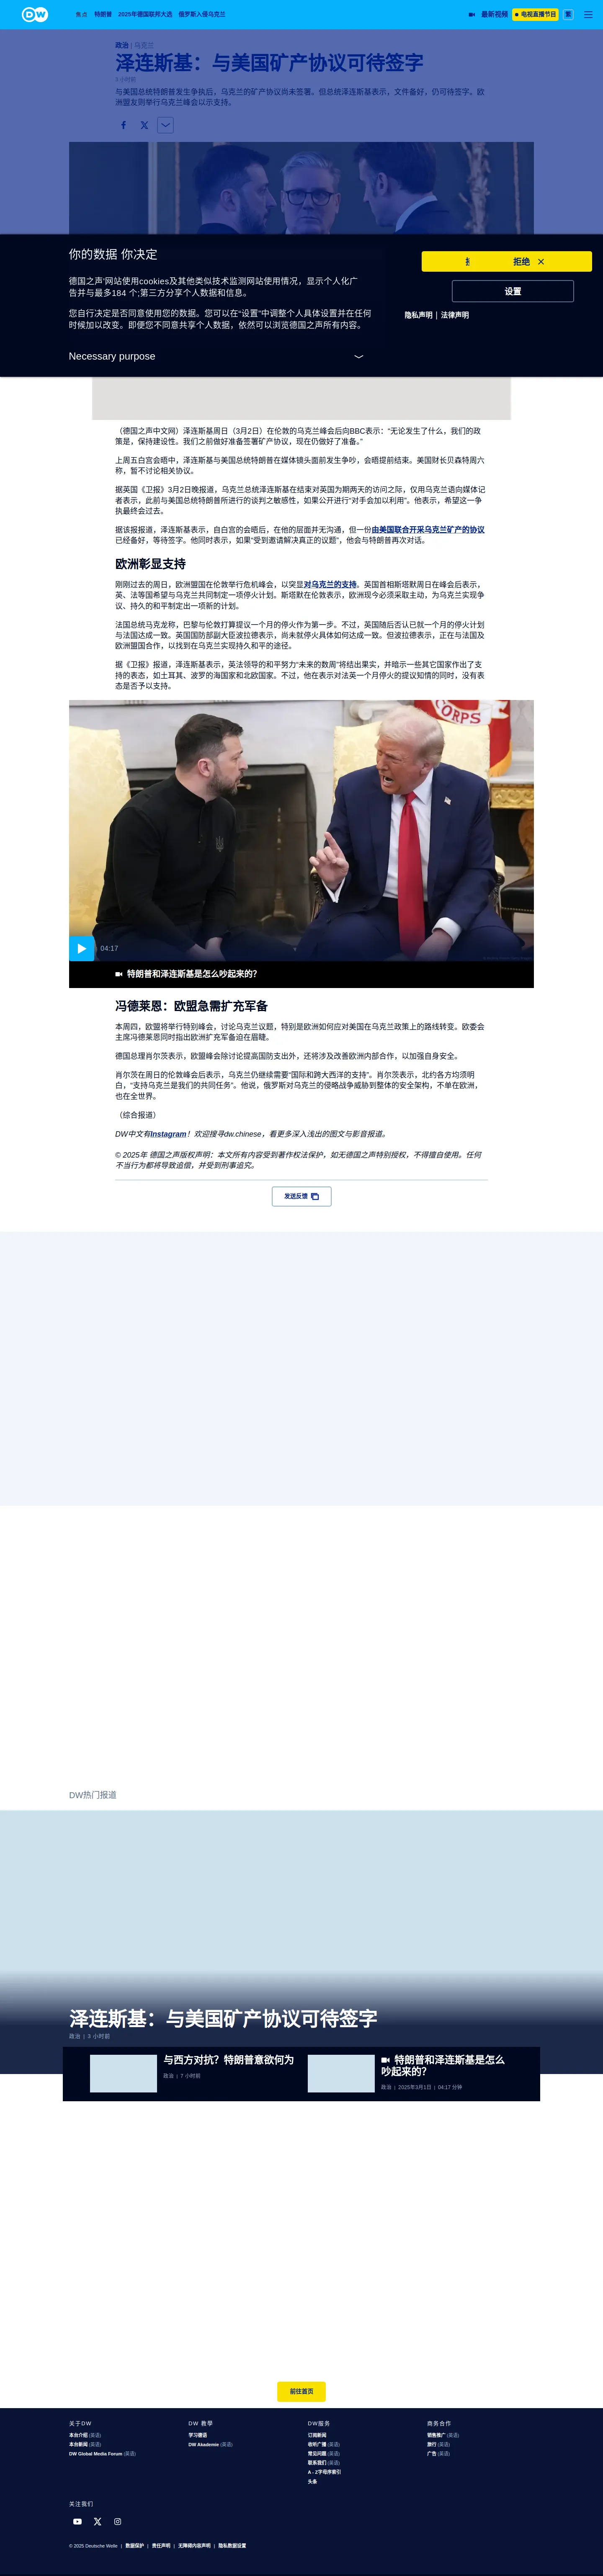 DW
焦点 特朗普 2025年德国联邦大选 俄罗斯入侵乌克兰
最新视频 电视直播节目 繁
政治 | 乌克兰
泽连斯基：与美国矿产协议可待签字
3 小时前
与美国总统特朗普发生争执后，乌克兰的矿产协议尚未签署。但总统泽连斯基表示，文件备好，仍可待签字。欧
洲盟友则举行乌克兰峰会以示支持。
你的数据 你决定
德国之声'网站使用cookies及其他类似技术监测网站使用情况，显示个人化广
告并与最多184 个;第三方分享个人数据和信息。
您自行决定是否同意使用您的数据。您可以在"设置"中调整个人具体设置并在任何
时候加以改变。即便您不同意共享个人数据，依然可以浏览德国之声所有内容。
Necessary purpose
拒绝
设置
隐私声明 | 法律声明
（德国之声中文网）泽连斯基周日（3月2日）在伦敦的乌克兰峰会后向BBC表示："无论发生了什么，我们的政
策是，保持建设性。我们之前做好准备签署矿产协议，现在仍做好了准备。"
上周五白宫会晤中，泽连斯基与美国总统特朗普在媒体镜头面前发生争吵，会晤提前结束。美国财长贝森特周六
称，暂不讨论相关协议。
据英国《卫报》3月2日晚报道，乌克兰总统泽连斯基在结束对英国为期两天的访问之际，仅用乌克兰语向媒体记
者表示，此前与美国总统特朗普所进行的谈判之敏感性，如果公开进行"对手会加以利用"。他表示，希望这一争
执最终会过去。
据该报报道，泽连斯基表示，自白宫的会晤后，在他的层面并无沟通，但一份由美国联合开采乌克兰矿产的协议
已经备好，等待签字。他同时表示，如果"受到邀请解决真正的议题"，他会与特朗普再次对话。
欧洲彰显支持
刚刚过去的周日，欧洲盟国在伦敦举行危机峰会，以突显对乌克兰的支持。英国首相斯塔默周日在峰会后表示，
英、法等国希望与乌克兰共同制定一项停火计划。斯塔默在伦敦表示，欧洲现今必须采取主动，为乌克兰实现争
议、持久的和平制定出一项新的计划。
法国总统马克龙称，巴黎与伦敦打算提议一个月的停火作为第一步。不过，英国随后否认已就一个月的停火计划
与法国达成一致。英国国防部副大臣波拉德表示，尚未就停火具体如何达成一致。但波拉德表示，正在与法国及
欧洲盟国合作，以找到在乌克兰实现持久和平的途径。
据《卫报》报道，泽连斯基表示，英法领导的和平努力"未来的数周"将结出果实，并暗示一些其它国家作出了支
持的表态，如土耳其、波罗的海国家和北欧国家。不过，他在表示对法英一个月停火的提议知情的同时，没有表
态是否予以支持。
CORPS
04:17
特朗普和泽连斯基是怎么吵起来的？
冯德莱恩：欧盟急需扩充军备
本周四，欧盟将举行特别峰会，讨论乌克兰议题，特别是欧洲如何应对美国在乌克兰政策上的路线转变。欧委会
主席冯德莱恩同时指出欧洲扩充军备迫在眉睫。
德国总理肖尔茨表示，欧盟峰会除讨论提高国防支出外，还将涉及改善欧洲内部合作，以加强自身安全。
肖尔茨在周日的伦敦峰会后表示，乌克兰仍继续需要"国际和跨大西洋的支持"。肖尔茨表示，北约各方均须明
白，"支持乌克兰是我们的共同任务"。他说，俄罗斯对乌克兰的侵略战争威胁到整体的安全架构，不单在欧洲，
也在全世界。
（综合报道）
DW中文有Instagram！欢迎搜寻dw.chinese，看更多深入浅出的图文与影音报道。
© 2025年 德国之声版权声明：本文所有内容受到著作权法保护，如无德国之声特别授权，不得擅自使用。任何
不当行为都将导致追偿，并受到刑事追究。
发送反馈
DW热门报道
泽连斯基：与美国矿产协议可待签字
政治 | 3 小时前
与西方对抗？特朗普意欲何为
政治 | 7 小时前
特朗普和泽连斯基是怎么
吵起来的？
政治 | 2025年3月1日 | 04:17 分钟
前往首页
关于DW
本台介绍 (英语)
本台新闻 (英语)
DW Global Media Forum (英语)
DW 教學
学习德语
DW Akademie (英语)
DW服务
订阅新闻
收听广播 (英语)
常见问题 (英语)
联系我们 (英语)
A - Z字母序索引
头条
商务合作
销售推广 (英语)
旅行 (英语)
广告 (英语)
关注我们
© 2025 Deutsche Welle | 数据保护 | 责任声明 | 无障碍内容声明 | 隐私数据设置